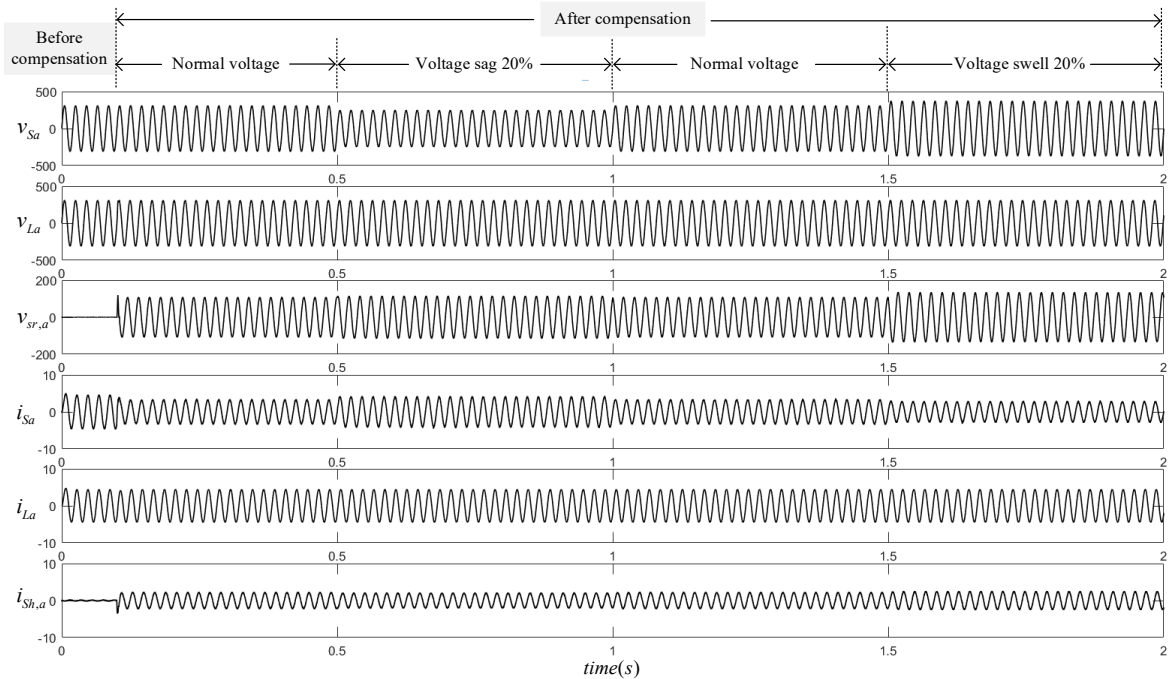 After compensation
Before
compensation
Normal voltage
Voltage sag 20%
Normal voltage
Voltage swell 20%
500
v_Sa 0
-500
0 0.5 1 1.5 2
500
v_La 0
-500
0 0.5 1 1.5 2
200
v_sr,a 0
-200
0 0.5 1 1.5 2
10
i_Sa 0
-10
0 0.5 1 1.5 2
10
i_La 0
-10
0 0.5 1 1.5 2
10
i_Sh,a 0
-10
0 0.5 1 1.5 2
time(s)